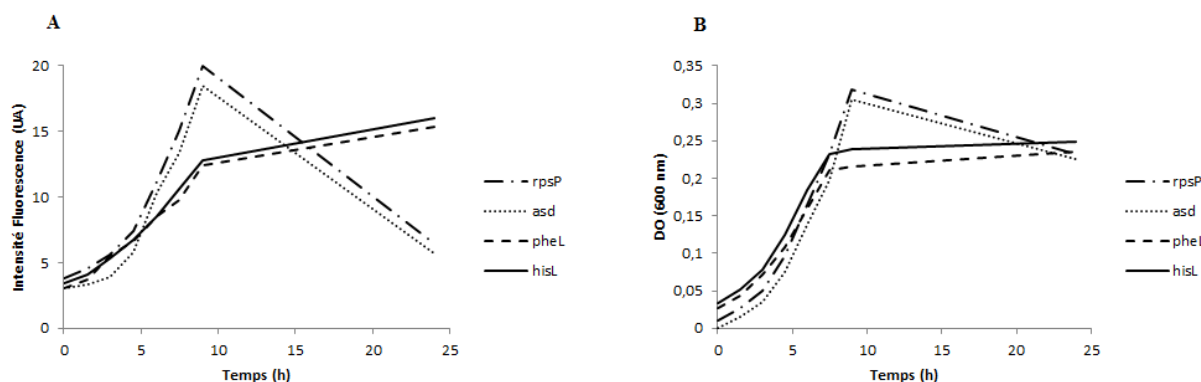 A
Intensité Fluorescence (UA)
20
15
10
5
0
0 5 10 15 20 25
Temps (h)
rpsP
asd
pheL
hisL
B
DO (600 nm)
0,35
0,3
0,25
0,2
0,15
0,1
0,05
0
0 5 10 15 20 25
Temps (h)
rpsP
asd
pheL
hisL